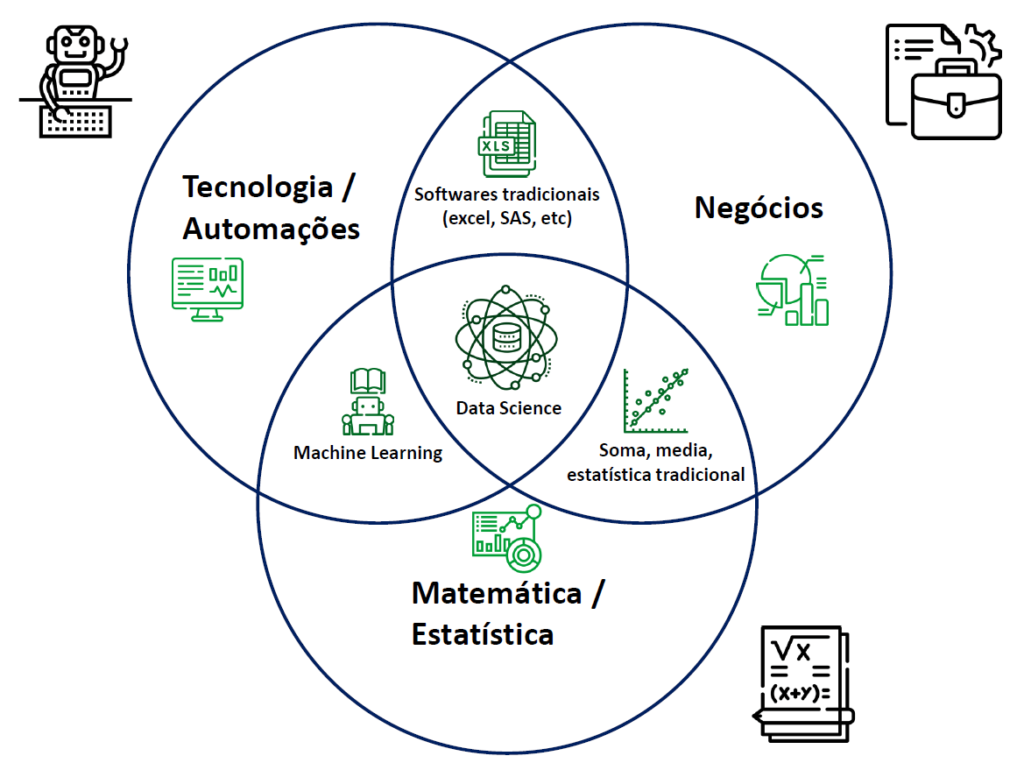 XLS
Softwares tradicionais
(excel, SAS, etc)
Tecnologia /
Automações
Negócios
Data Science
Machine Learning
Soma, media,
estatística tradicional
Matemática /
Estatística
√x
= =
(x+y)=